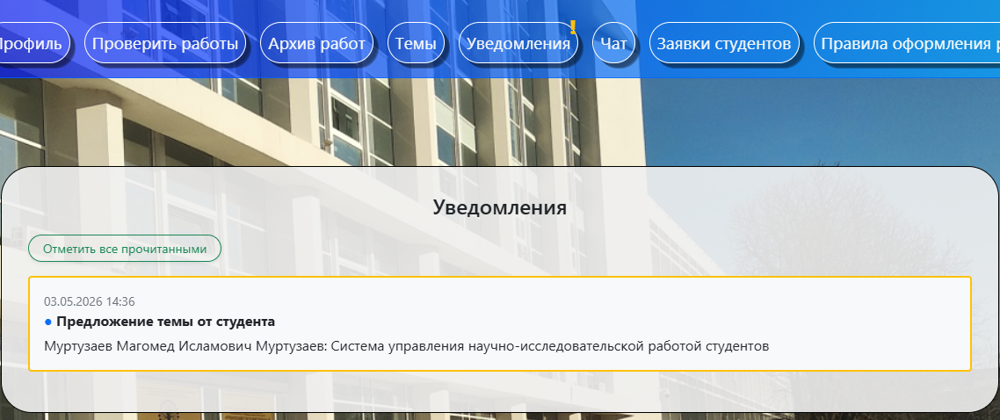 Профиль
Проверить работы
Архив работ
Темы
Уведомления
!
Чат
Заявки студентов
Правила оформления
Уведомления
Отметить все прочитанными
03.05.2026 14:36
Предложение темы от студента
Муртузаев Магомед Исламович Муртузаев: Система управления научно-исследовательской работой студентов